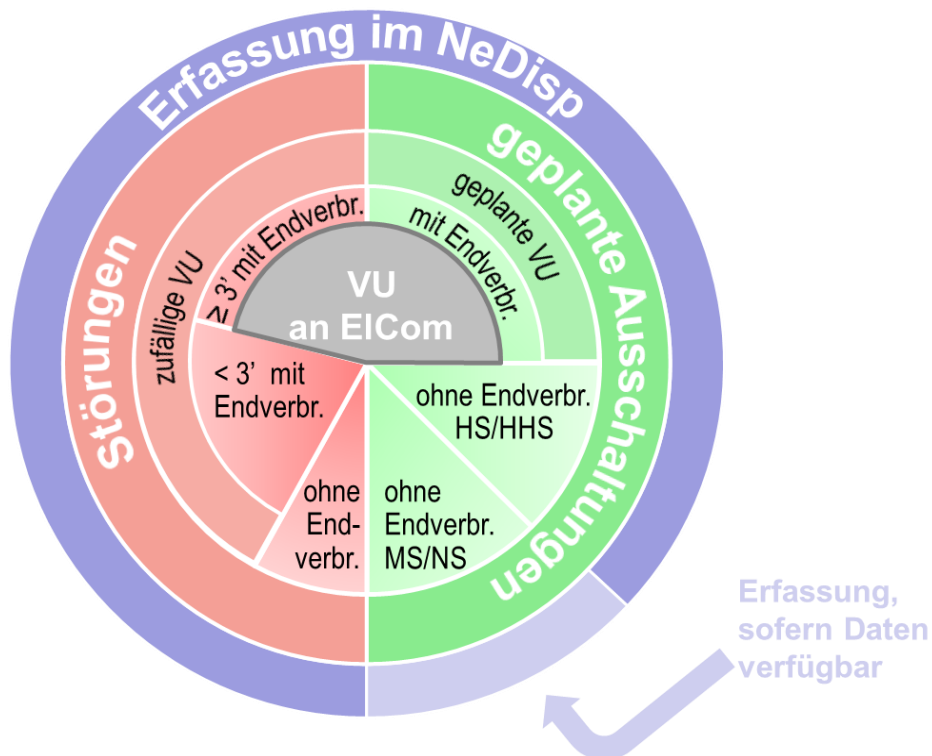 Erfassung im NeDisp
Störungen
geplante Ausschaltungen
zufällige VU
geplante VU
≥ 3’ mit Endverbr.
mit Endverbr.
VU
an ElCom
< 3’ mit
Endverbr.
ohne Endverbr.
HS/HHS
ohne
End-
verbr.
ohne
Endverbr.
MS/NS
Erfassung,
sofern Daten
verfügbar